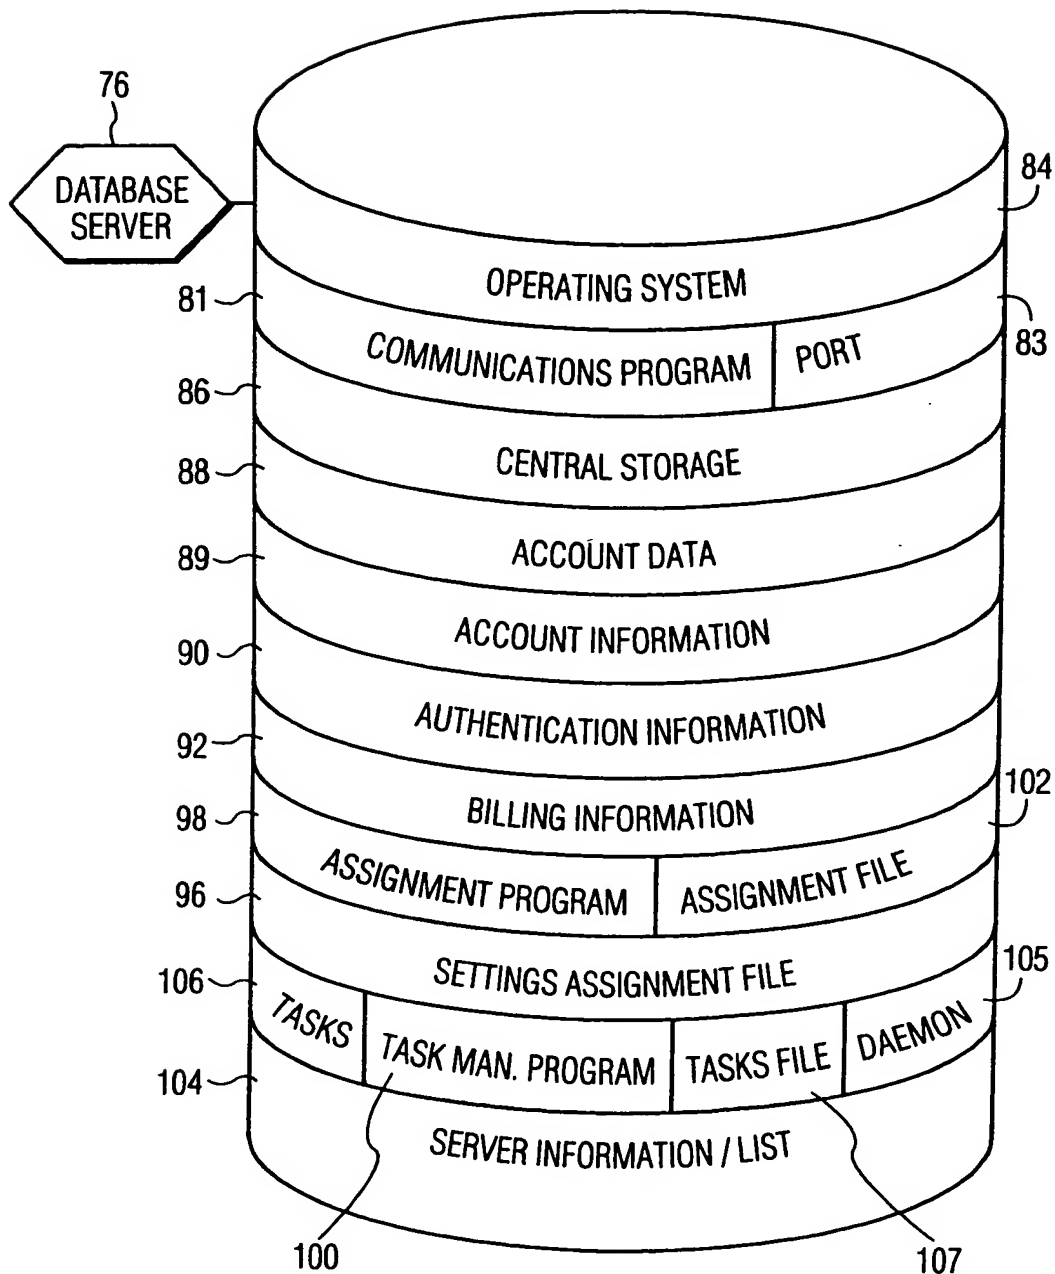 76
DATABASE
SERVER
84
OPERATING SYSTEM
81
83
COMMUNICATIONS PROGRAM
PORT
86
CENTRAL STORAGE
88
ACCOUNT DATA
89
ACCOUNT INFORMATION
90
AUTHENTICATION INFORMATION
92
BILLING INFORMATION
102
98
ASSIGNMENT PROGRAM
ASSIGNMENT FILE
96
SETTINGS ASSIGNMENT FILE
105
106
TASKS
TASK MAN. PROGRAM
TASKS FILE
DAEMON
104
SERVER INFORMATION / LIST
100
107